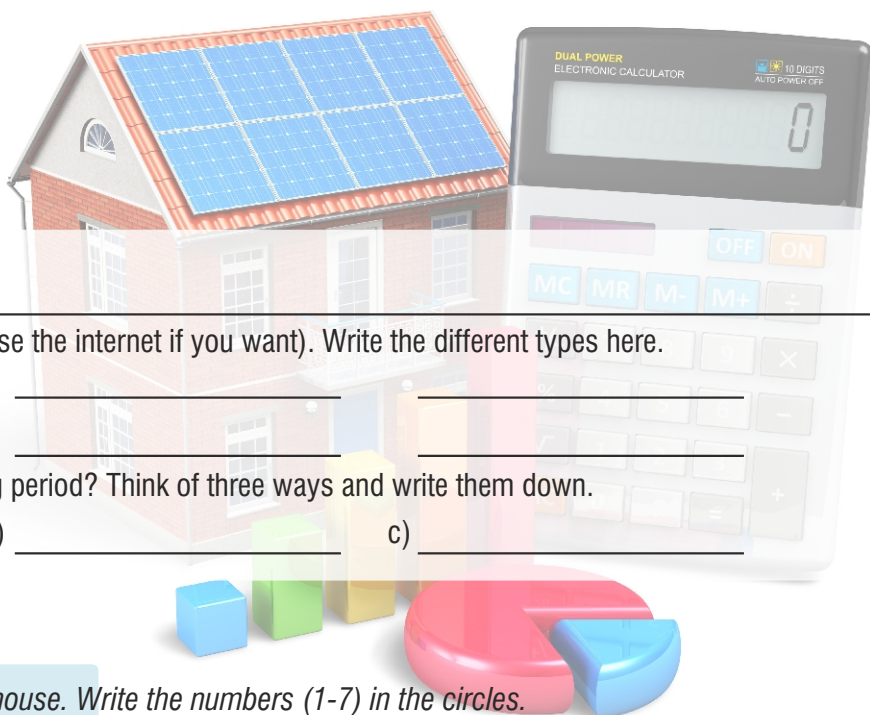 DUAL POWER
ELECTRONIC CALCULATOR
10 DIGITS
AUTO POWER OFF
0
OFF ON
MC MR M- M+ ÷
se the internet if you want). Write the different types here.
9 ×
% 6 −
period? Think of three ways and write them down.
+
=
) c)
house. Write the numbers (1-7) in the circles.